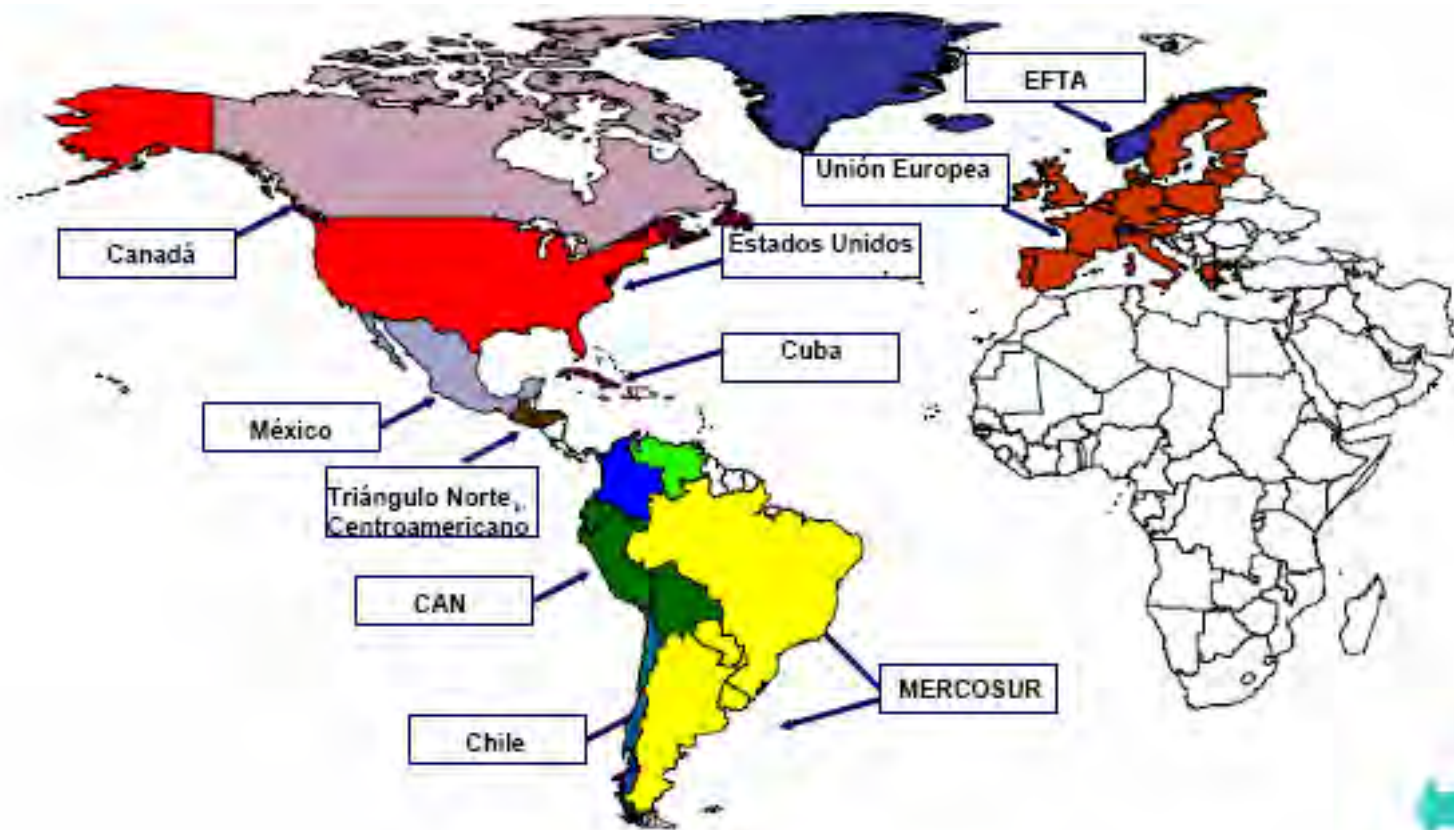 EFTA
Unión Europea
Canadá
Estados Unidos
Cuba
México
Triángulo Norte,
Centroamericano
CAN
MERCOSUR
Chile